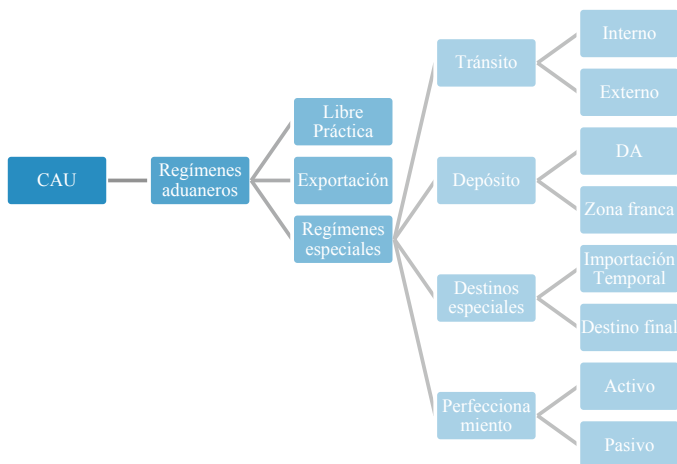 CAU
Regímenes
aduaneros
Libre
Práctica
Exportación
Regímenes
especiales
Tránsito
Interno
Externo
Depósito
DA
Zona franca
Destinos
especiales
Importación
Temporal
Destino final
Perfecciona
miento
Activo
Pasivo